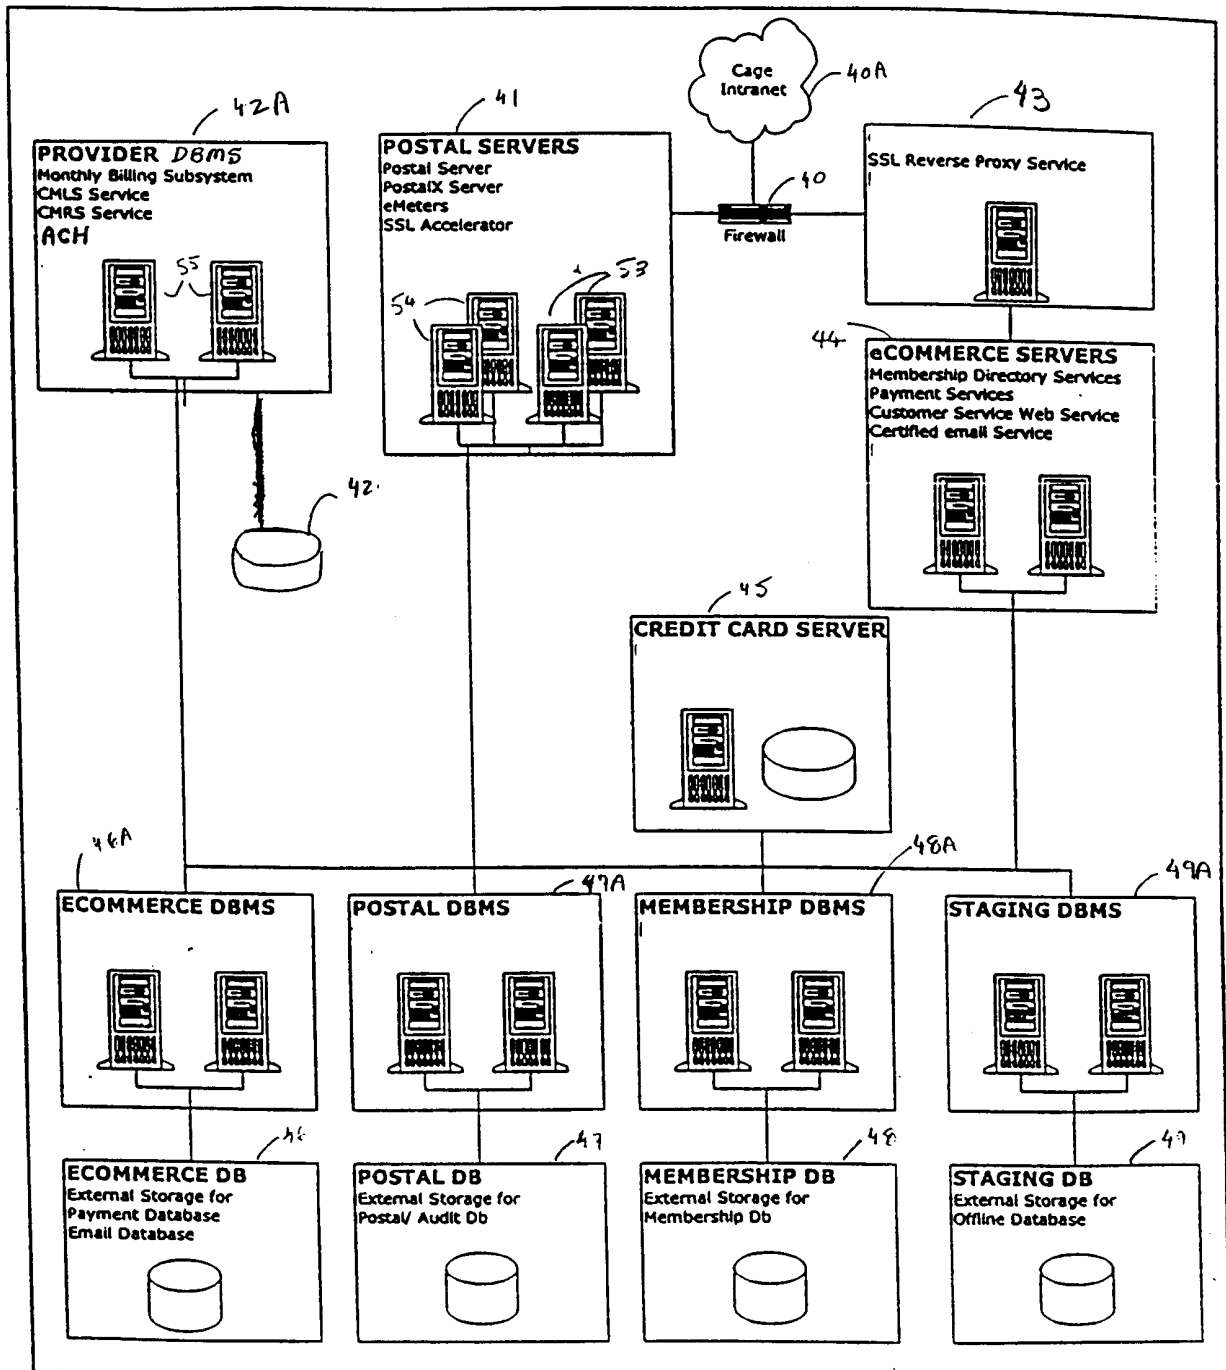 Cage
Intranet
40A
42A
41
43
PROVIDER DBMS
Monthly Billing Subsystem
CMLS Service
CMRS Service
ACH
55
POSTAL SERVERS
Postal Server
PostalX Server
eMeters
SSL Accelerator
54
53
40
Firewall
SSL Reverse Proxy Service
44
eCOMMERCE SERVERS
Membership Directory Services
Payment Services
Customer Service Web Service
Certified email Service
42
45
CREDIT CARD SERVER
46A
47A
48A
49A
ECOMMERCE DBMS
POSTAL DBMS
MEMBERSHIP DBMS
STAGING DBMS
46
47
48
49
ECOMMERCE DB
External Storage for
Payment Database
Email Database
POSTAL DB
External Storage for
Postal/ Audit Db
MEMBERSHIP DB
External Storage for
Membership Db
STAGING DB
External Storage for
Offline Database